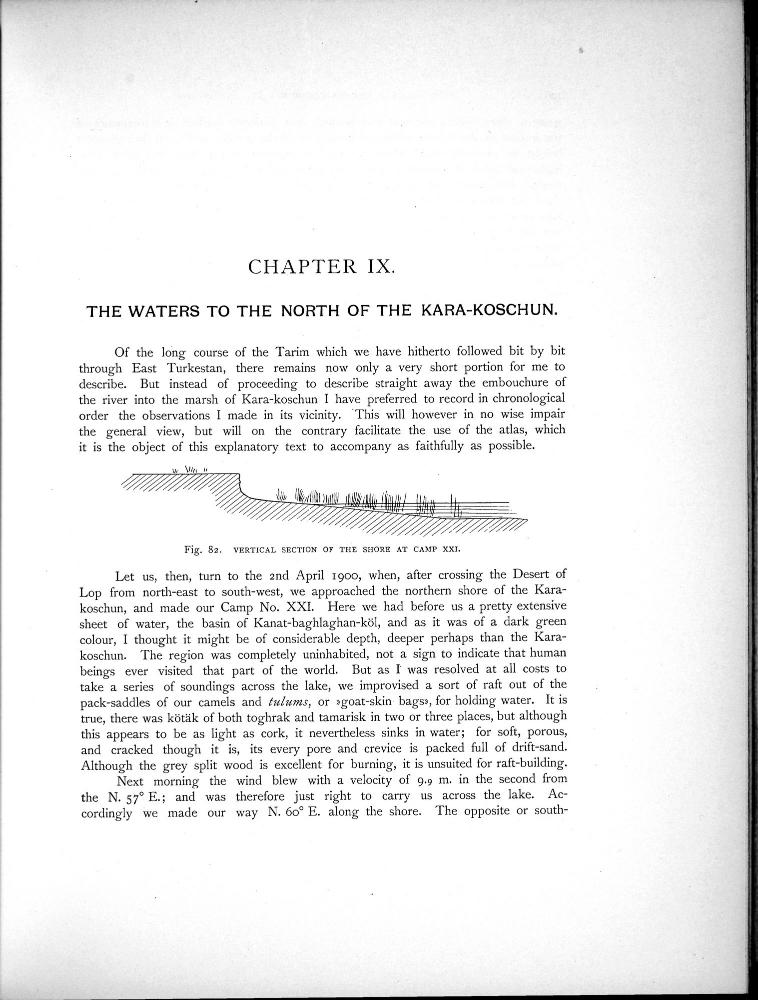 CHAPTER IX.
THE WATERS TO THE NORTH OF THE KARA-KOSCHUN.
Of the long course of the Tarim which we have hitherto followed bit by bit
through East Turkestan, there remains now only a very short portion for me to
describe. But instead of proceeding to describe straight away the embouchure of
the river into the marsh of Kara-koschun I have preferred to record in chronological
order the observations I made in its vicinity. This will however in no wise impair
the general view, but will on the contrary facilitate the use of the atlas, which
it is the object of this explanatory text to accompany as faithfully as possible.
Fig. 82. VERTICAL SECTION OF THE SHORE AT CAMP XXI.
Let us, then, turn to the 2nd April 1900, when, after crossing the Desert of
Lop from north-east to south-west, we approached the northern shore of the Kara-
koschun, and made our Camp No. XXI. Here we had before us a pretty extensive
sheet of water, the basin of Kanat-baghlaghan-köl, and as it was of a dark green
colour, I thought it might be of considerable depth, deeper perhaps than the Kara-
koschun. The region was completely uninhabited, not a sign to indicate that human
beings ever visited that part of the world. But as I was resolved at all costs to
take a series of soundings across the lake, we improvised a sort of raft out of the
pack-saddles of our camels and tulums, or »goat-skin bags», for holding water. It is
true, there was kötäk of both toghrak and tamarisk in two or three places, but although
this appears to be as light as cork, it nevertheless sinks in water; for soft, porous,
and cracked though it is, its every pore and crevice is packed full of drift-sand.
Although the grey split wood is excellent for burning, it is unsuited for raft-building.
Next morning the wind blew with a velocity of 9.9 m. in the second from
the N. 57° E.; and was therefore just right to carry us across the lake. Ac-
cordingly we made our way N. 60° E. along the shore. The opposite or south-